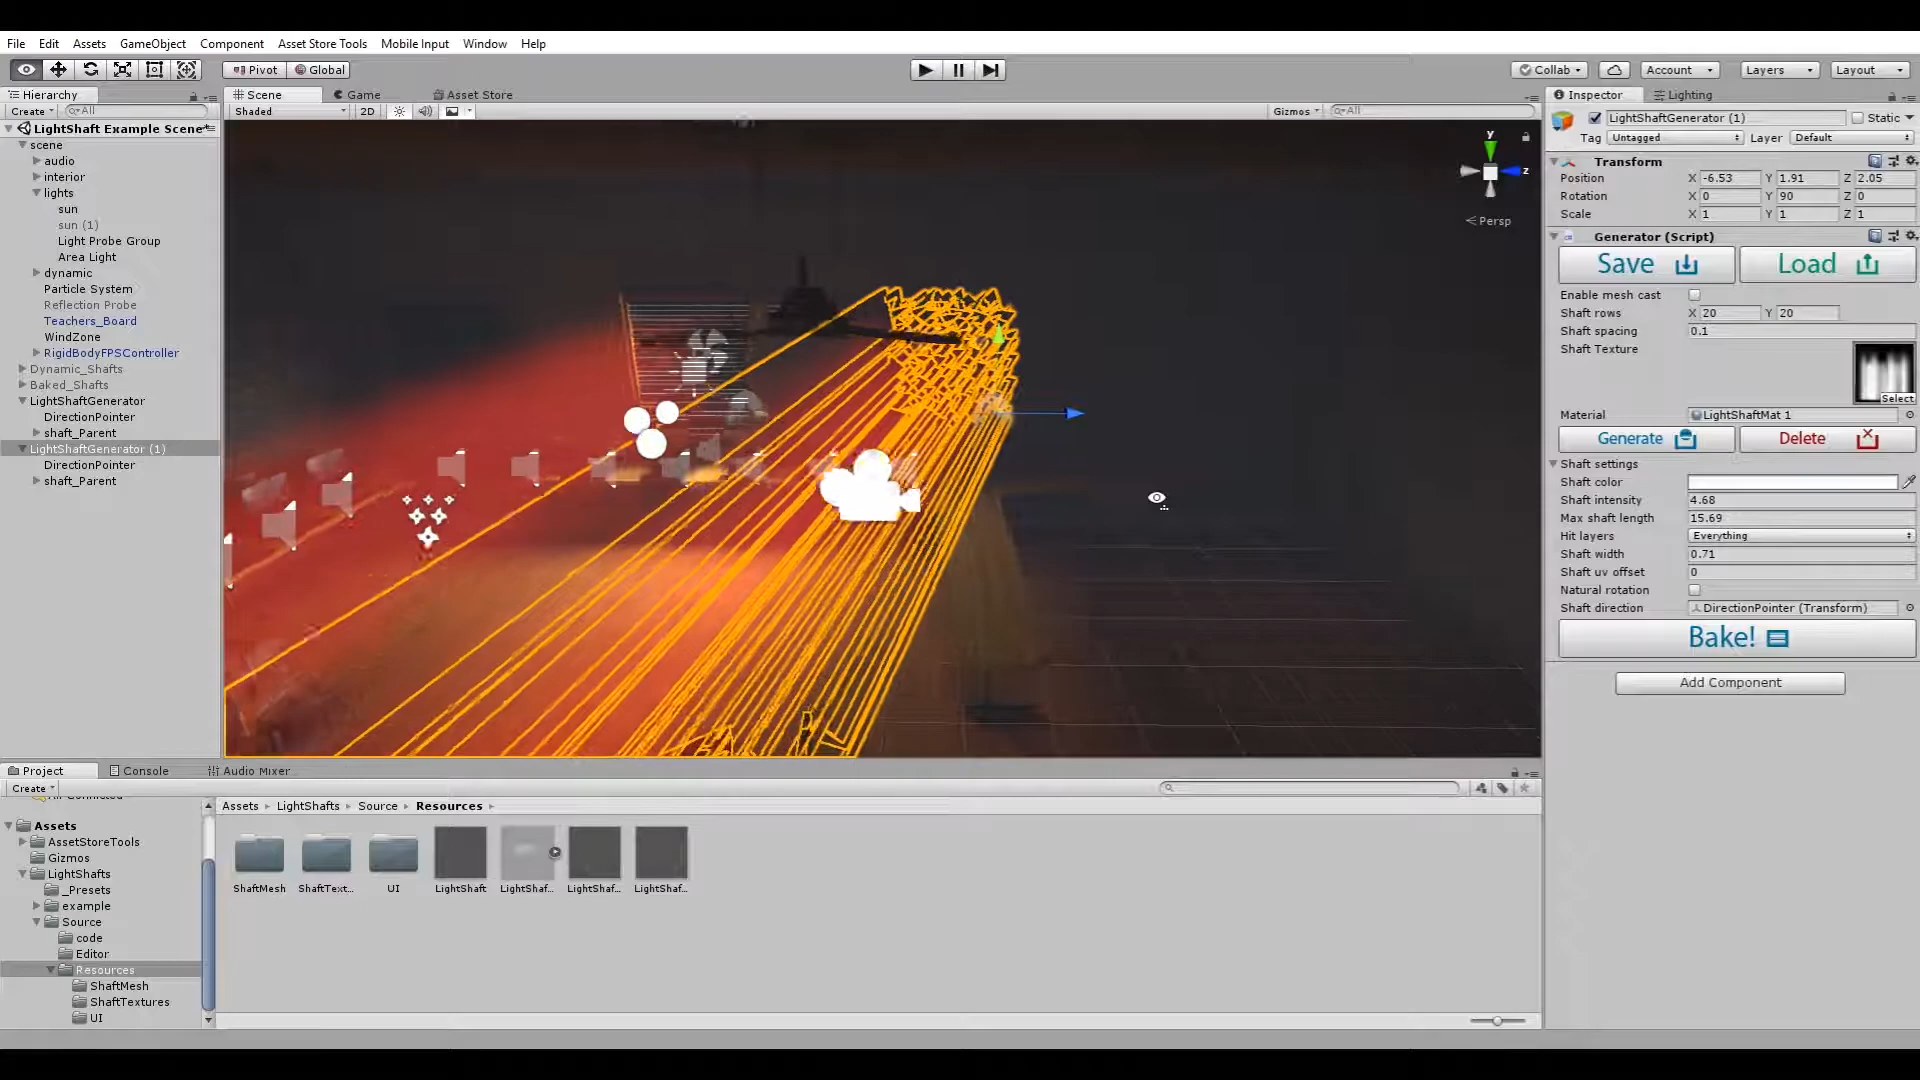 File Edit Assets GameObject Component Asset Store Tools Mobile Input Window Help
Pivot Global Collab Account Layers Layout
Hierarchy
Create All
LightShaft Example Scene*
scene
audio
interior
lights
sun
sun (1)
Light Probe Group
Area Light
dynamic
Particle System
Reflection Probe
Teachers_Board
WindZone
RigidBodyFPSController
Dynamic_Shafts
Baked_Shafts
LightShaftGenerator
DirectionPointer
shaft_Parent
LightShaftGenerator (1)
DirectionPointer
shaft_Parent
Scene Game Asset Store
Shaded 2D Gizmos All
y
z
Persp
Inspector Lighting
LightShaftGenerator (1) Static
Tag Untagged Layer Default
Transform
Position X -6.53 Y 1.91 Z 2.05
Rotation X 0 Y 90 Z 0
Scale X 1 Y 1 Z 1
Generator (Script)
Save Load
Enable mesh cast
Shaft rows X 20 Y 20
Shaft spacing 0.1
Shaft Texture
Select
Material LightShaftMat 1
Generate Delete
Shaft settings
Shaft color
Shaft intensity 4.68
Max shaft length 15.69
Hit layers Everything
Shaft width 0.71
Shaft uv offset 0
Natural rotation
Shaft direction DirectionPointer (Transform)
Bake!
Add Component
Project Console Audio Mixer
Create
Assets
AssetStoreTools
Gizmos
LightShafts
_Presets
example
Source
code
Editor
Resources
ShaftMesh
ShaftTextures
UI
Assets LightShafts Source Resources
ShaftMesh ShaftText... UI LightShaft LightShaf... LightShaf... LightShaf...